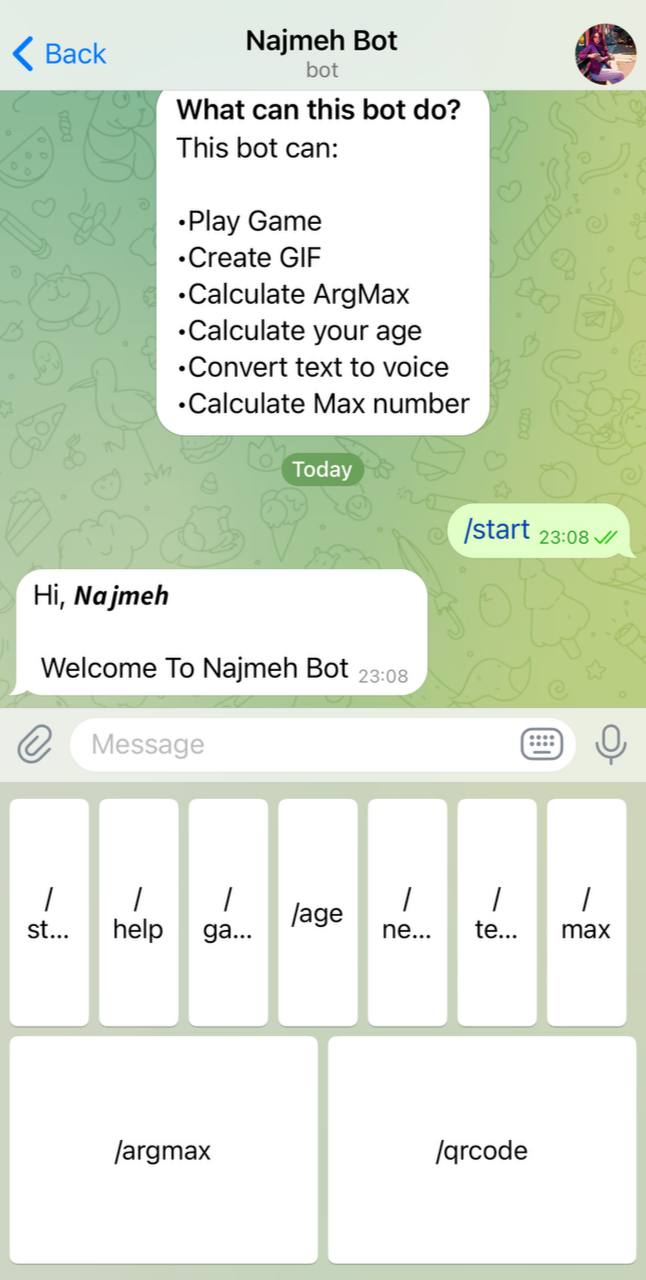 Back
Najmeh Bot
bot
What can this bot do?
This bot can:
•Play Game
•Create GIF
•Calculate ArgMax
•Calculate your age
•Convert text to voice
•Calculate Max number
Today
/start 23:08
Hi, Najmeh
Welcome To Najmeh Bot 23:08
Message
/
st...
/
help
/
ga...
/age
/
ne...
/
te...
/
max
/argmax
/qrcode